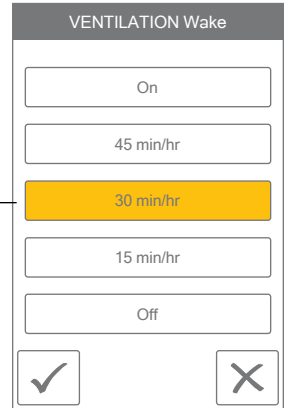 VENTILATION Wake
On
45 min/hr
30 min/hr
15 min/hr
Off